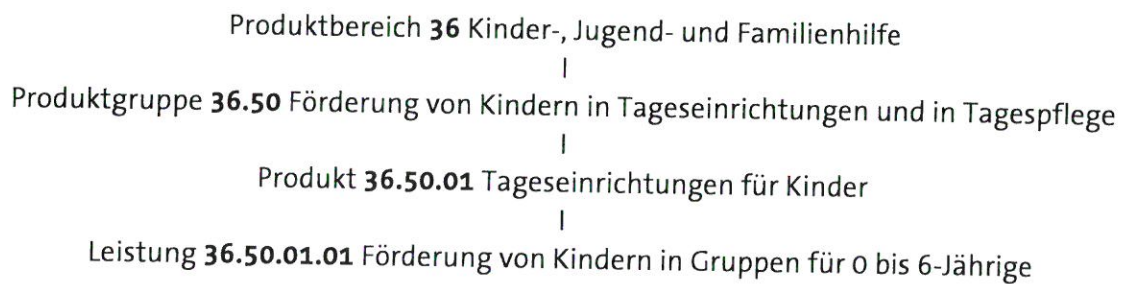 Produktbereich 36 Kinder-, Jugend- und Familienhilfe
|
Produktgruppe 36.50 Förderung von Kindern in Tageseinrichtungen und in Tagespflege
|
Produkt 36.50.01 Tageseinrichtungen für Kinder
|
Leistung 36.50.01.01 Förderung von Kindern in Gruppen für 0 bis 6-Jährige